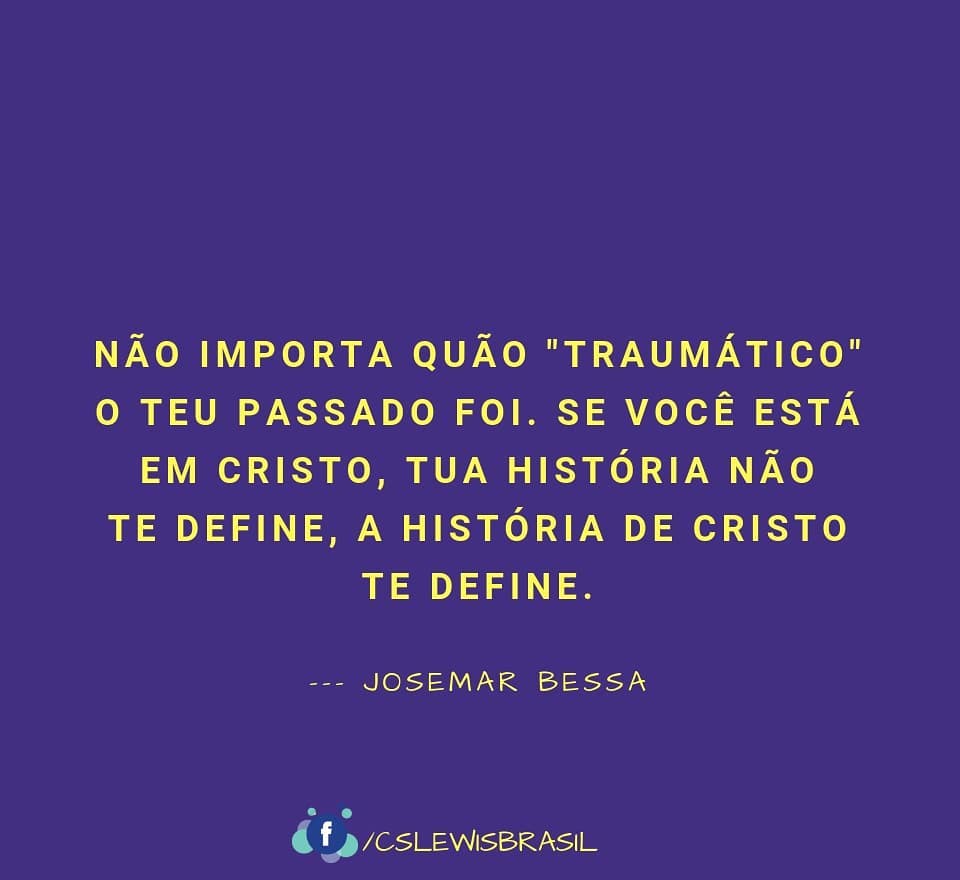 NÃO IMPORTA QUÃO "TRAUMÁTICO"
O TEU PASSADO FOI. SE VOCÊ ESTÁ
EM CRISTO, TUA HISTÓRIA NÃO
TE DEFINE, A HISTÓRIA DE CRISTO
TE DEFINE.
--- JOSEMAR BESSA
f /CSLEWISBRASIL